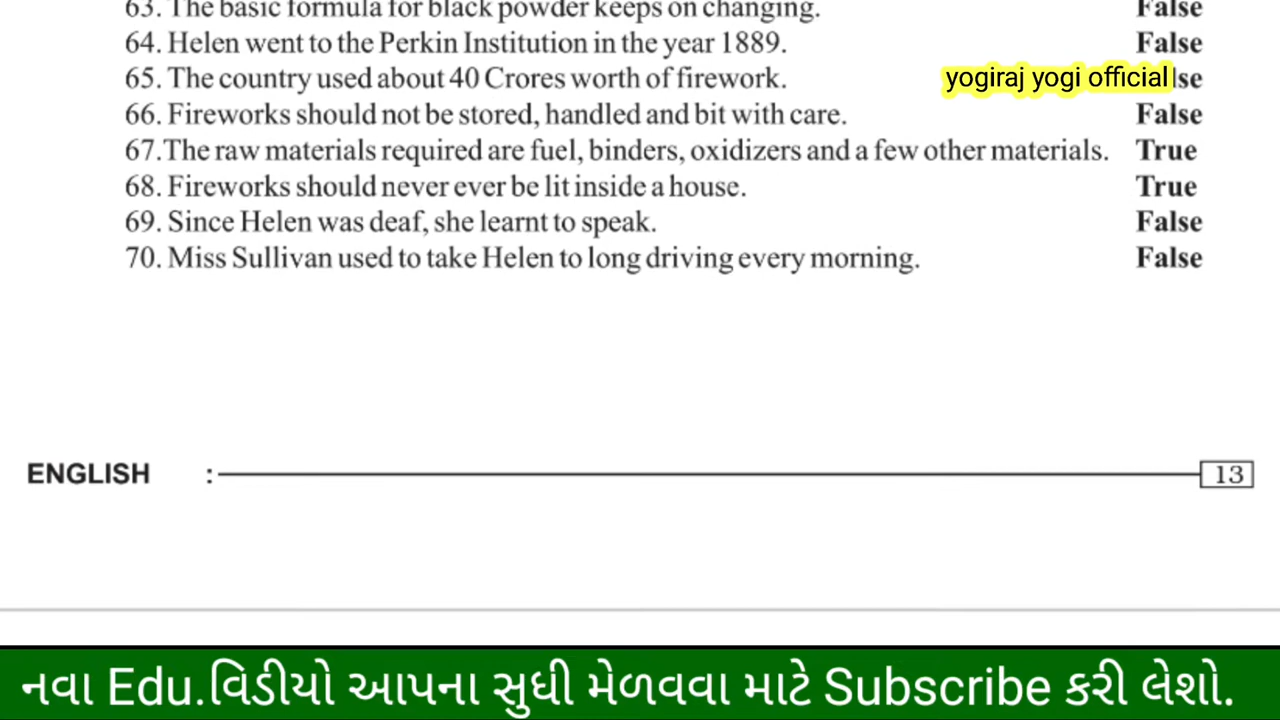 63. The basic formula for black powder keeps on changing. False
64. Helen went to the Perkin Institution in the year 1889. False
65. The country used about 40 Crores worth of firework. yogiraj yogi official lse
66. Fireworks should not be stored, handled and bit with care. False
67.The raw materials required are fuel, binders, oxidizers and a few other materials. True
68. Fireworks should never ever be lit inside a house. True
69. Since Helen was deaf, she learnt to speak. False
70. Miss Sullivan used to take Helen to long driving every morning. False
ENGLISH : 13
નવા Edu.વિડીયો આપના સુધી મેળવવા માટે Subscribe કરી લેશો.